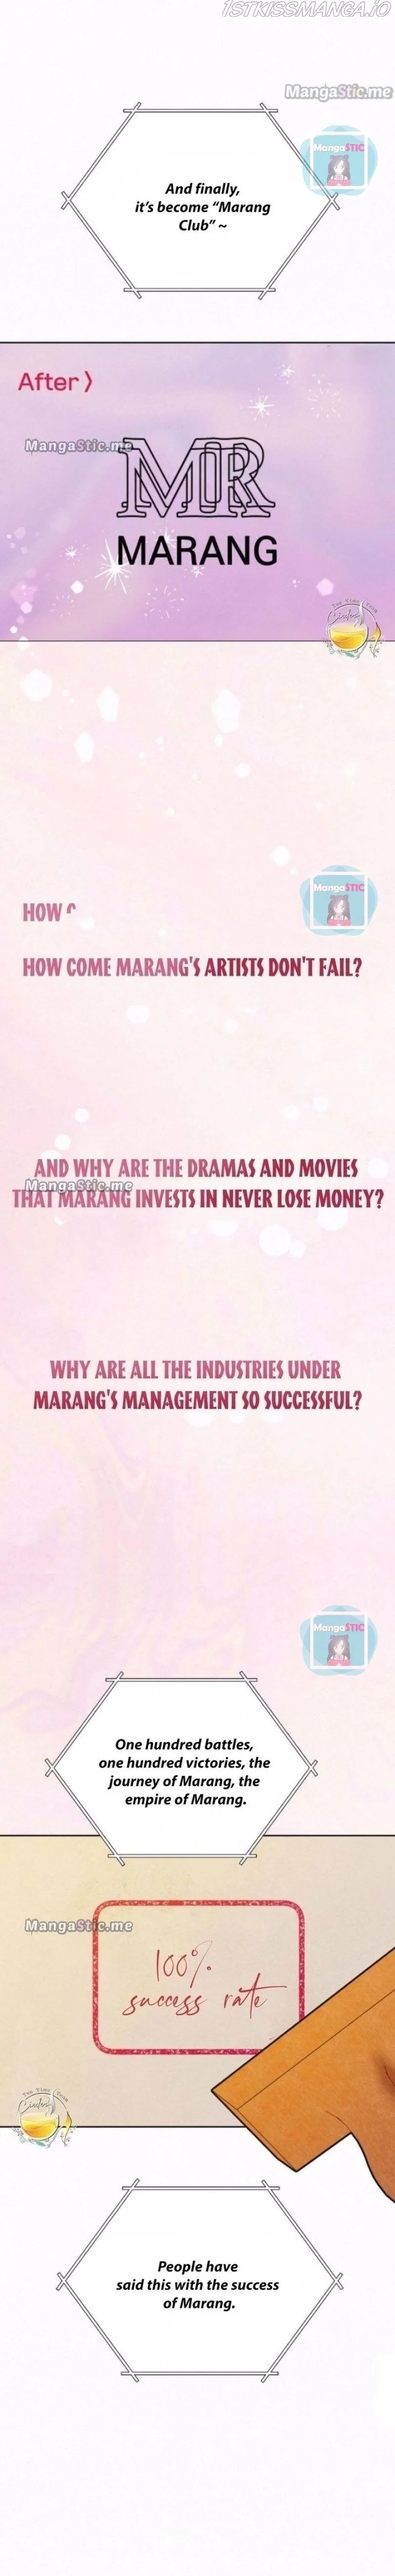 1STKISSMANGA.IO
MangaStic.me
MangaSTIC
And finally,
it's become "Marang
Club" ~
After >
MangaStic.me
MR
MARANG
The Time Zone
MangaSTIC
HOW
HOW COME MARANG'S ARTISTS DON'T FAIL?
AND WHY ARE THE DRAMAS AND MOVIES
MangaStic.me
THAT MARANG INVESTS IN NEVER LOSE MONEY?
WHY ARE ALL THE INDUSTRIES UNDER
MARANG'S MANAGEMENT SO SUCCESSFUL?
MangaSTIC
One hundred battles,
one hundred victories, the
journey of Marang, the
empire of Marang.
MangaStic.me
100%
success rate
The Time Zone
People have
said this with the success
of Marang.